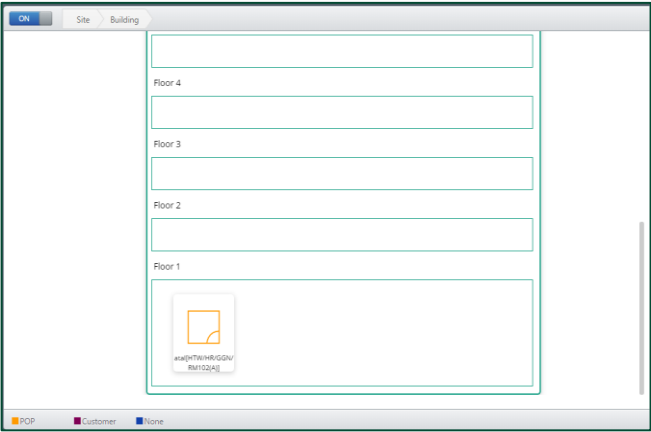 ON
Site
Building
Floor 4
Floor 3
Floor 2
Floor 1
atal[HTW/HR/GGN/
RM102(A)]
POP
Customer
None